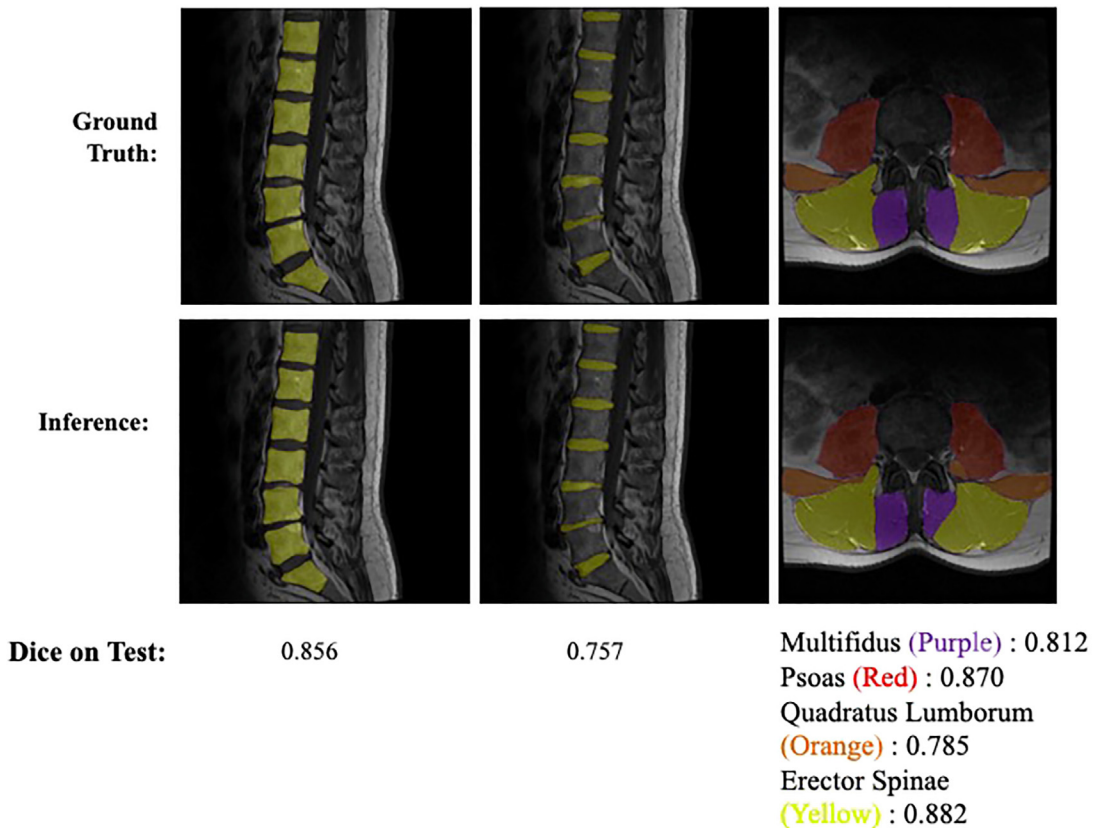 Ground
Truth:
Inference:
Dice on Test:
0.856
0.757
Multifidus (Purple) : 0.812
Psoas (Red) : 0.870
Quadratus Lumborum
(Orange) : 0.785
Erector Spinae
(Yellow) : 0.882